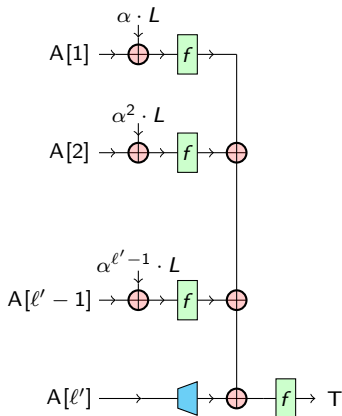 α · L
A[1] f
α² · L
A[2] f
α^{ℓ′−1} · L
A[ℓ′ − 1] f
A[ℓ′] f T